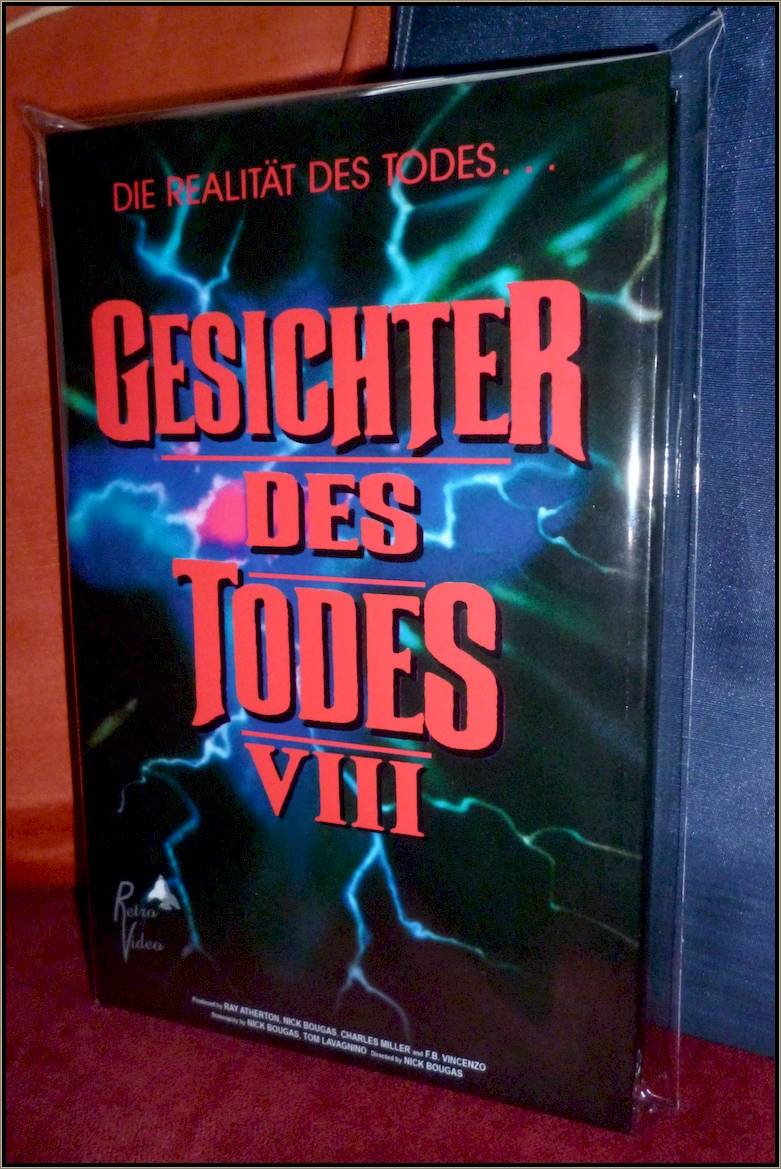 DIE REALITÄT DES TODES...
GESICHTER
DES
TODES
VIII
Retro
Video
Produced by RAY ATHERTON, NICK BOUGAS, CHARLES MILLER and F.B. VINCENZO
Screenplay by NICK BOUGAS, TOM LAVAGNINO Directed by NICK BOUGAS